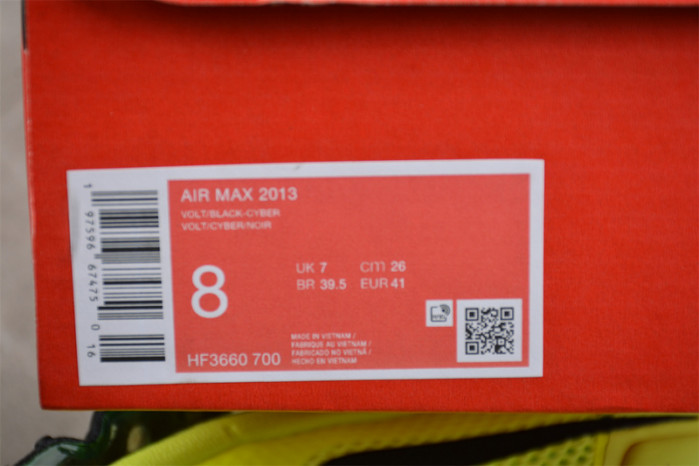 1 97596 67475 0 16
AIR MAX 2013
VOLT/BLACK-CYBER
VOLT/CYBER/NOIR
8
UK 7 cm 26
BR 39.5 EUR 41
HF3660 700
MADE IN VIETNAM /
FABRIQUE AU VIETNAM /
FABRICADO NO VIETNÃ /
HECHO EN VIETNAM